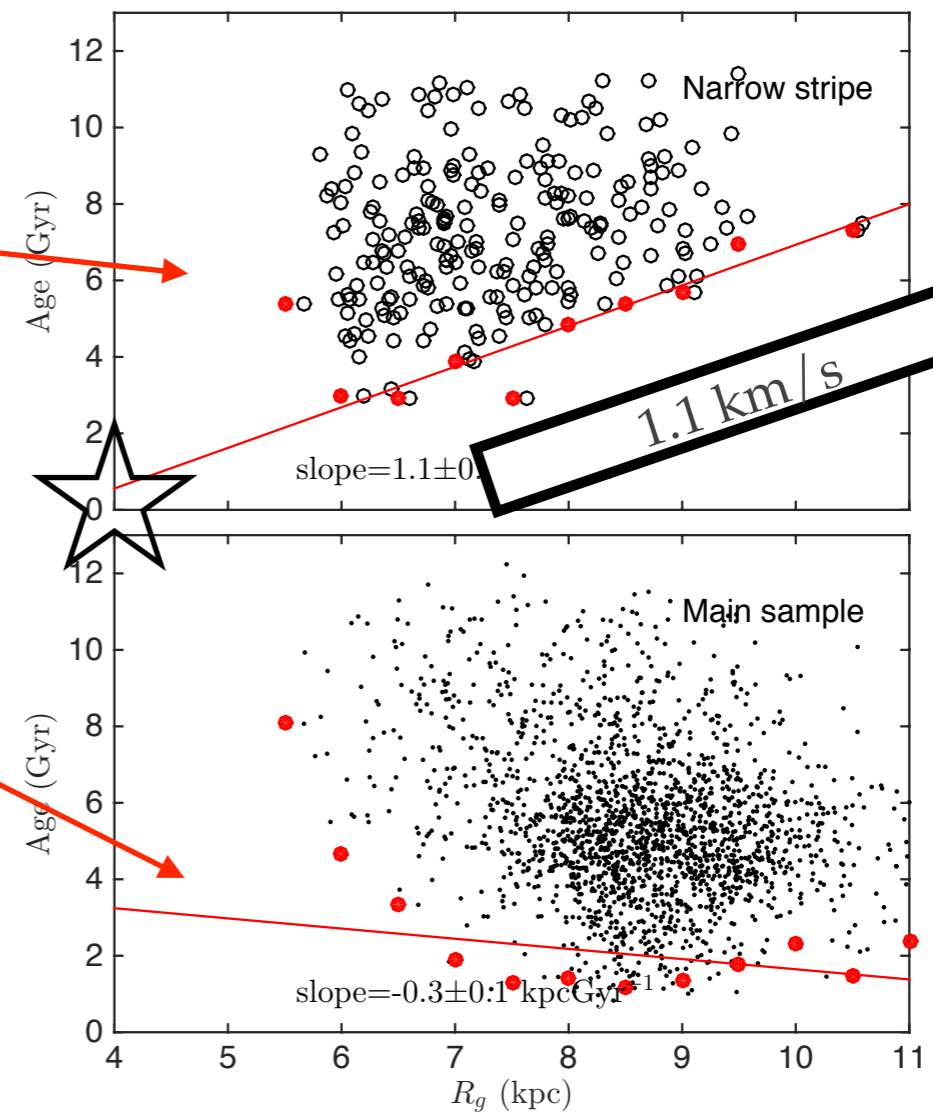 12
10
8
6
4
2
0
Age (Gyr)
Narrow stripe
1.1 km/s
slope=1.1±0.
12
10
8
6
4
2
0
Age (Gyr)
Main sample
slope=-0.3±0.1 kpcGyr⁻¹
4 5 6 7 8 9 10 11
R_g (kpc)